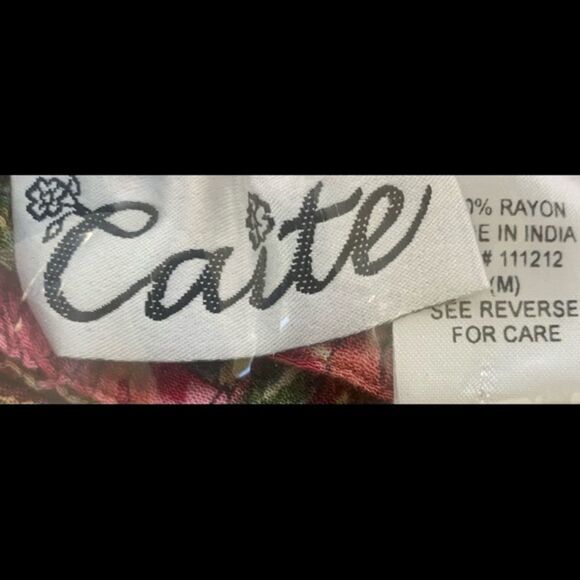 Caite
0% RAYON
E IN INDIA
# 111212
(M)
SEE REVERSE
FOR CARE